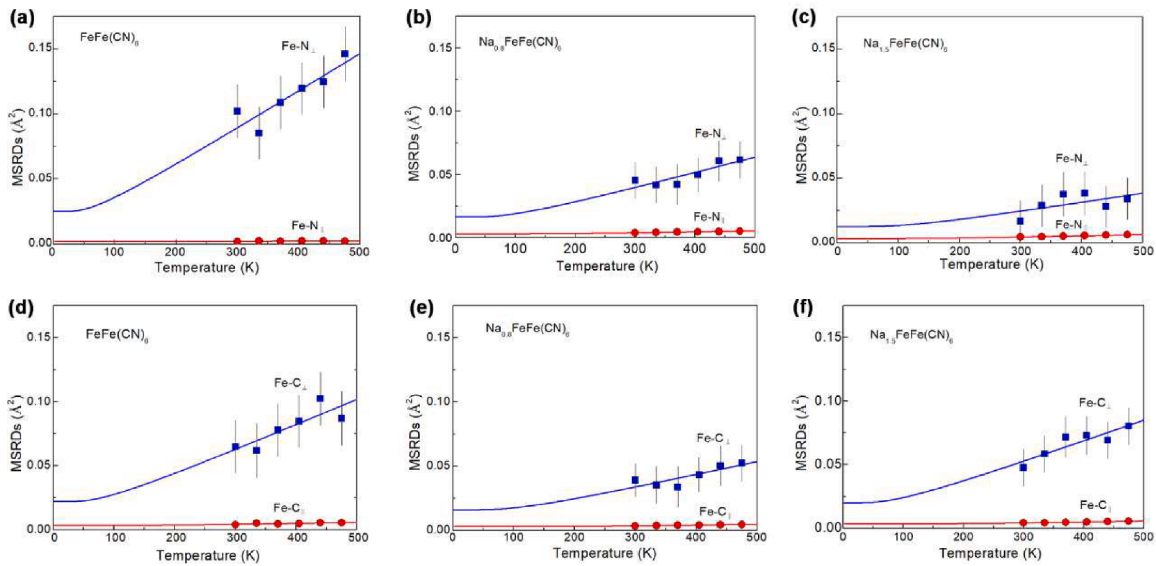 (a)
FeFe(CN)₆
Fe-N⊥
Fe-N∥
MSRDs (Å²)
0.15
0.10
0.05
0.00
0 100 200 300 400 500
Temperature (K)
(b)
Na₀.₈FeFe(CN)₆
Fe-N⊥
Fe-N∥
MSRDs (Å²)
0.15
0.10
0.05
0.00
0 100 200 300 400 500
Temperature (K)
(c)
Na₁.₅FeFe(CN)₆
Fe-N⊥
Fe-N∥
MSRDs (Å²)
0.15
0.10
0.05
0.00
0 100 200 300 400 500
Temperature (K)
(d)
FeFe(CN)₆
Fe-C⊥
Fe-C∥
MSRDs (Å²)
0.15
0.10
0.05
0.00
0 100 200 300 400 500
Temperature (K)
(e)
Na₀.₈FeFe(CN)₆
Fe-C⊥
Fe-C∥
MSRDs (Å²)
0.15
0.10
0.05
0.00
0 100 200 300 400 500
Temperature (K)
(f)
Na₁.₅FeFe(CN)₆
Fe-C⊥
Fe-C∥
MSRDs (Å²)
0.15
0.10
0.05
0.00
0 100 200 300 400 500
Temperature (K)